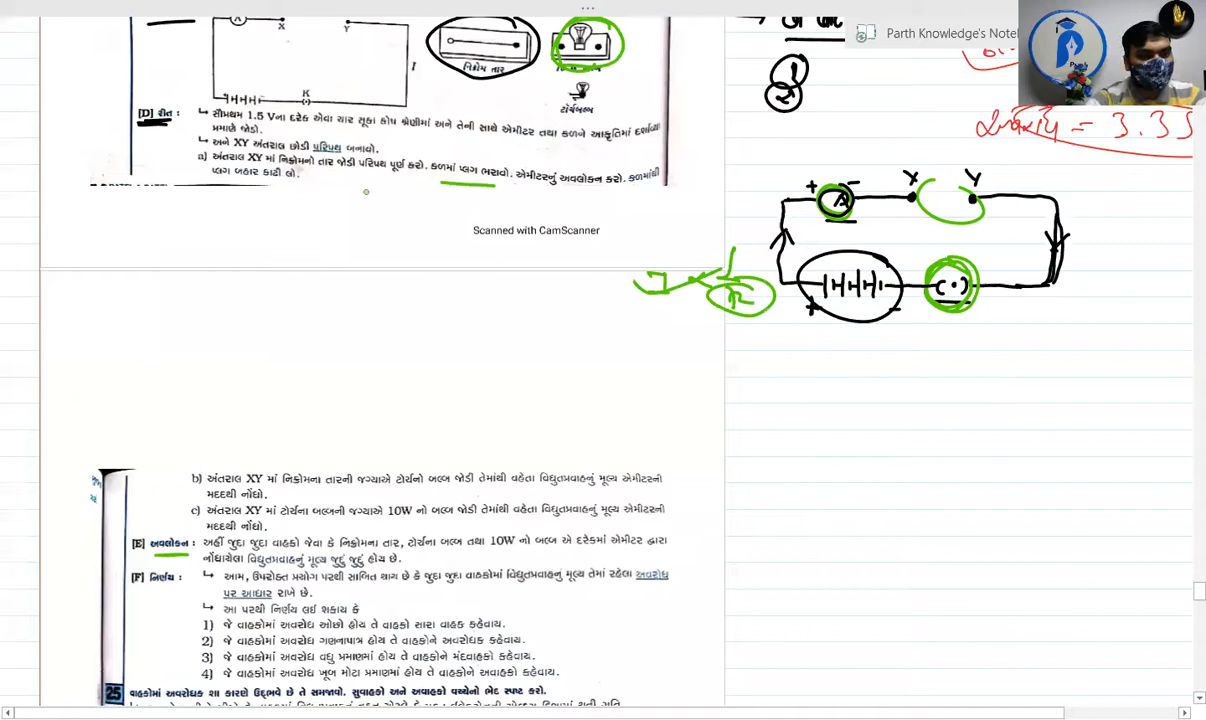 A
X
Y
I
K
નિક્રોમ તાર
ટોર્ચબલ્બ
[D] રીત :
↳ સૌપ્રથમ 1.5 Vના દરેક એવા ચાર સૂકા કોષ શ્રેણીમાં અને તેની સાથે એમીટર તથા કળને આકૃતિમાં દર્શાવ્યા
પ્રમાણે જોડો.
↳ અને XY અંતરાલ છોડી પરિપથ બનાવો.
a) અંતરાલ XY માં નિક્રોમનો તાર જોડી પરિપથ પૂર્ણ કરો. કળમાં પ્લગ ભરાવો. એમીટરનું અવલોકન કરો. કળમાંથી
પ્લગ બહાર કાઢી લો.
Scanned with CamScanner
b) અંતરાલ XY માં નિક્રોમના તારની જગ્યાએ ટોર્ચનો બલ્બ જોડી તેમાંથી વહેતા વિદ્યુતપ્રવાહનું મૂલ્ય એમીટરની
મદદથી નોંધો.
c) અંતરાલ XY માં ટોર્ચના બલ્બની જગ્યાએ 10W નો બલ્બ જોડી તેમાંથી વહેતા વિદ્યુતપ્રવાહનું મૂલ્ય એમીટરની
મદદથી નોંધો.
[E] અવલોકન : અહીં જુદા જુદા વાહકો જેવા કે નિક્રોમના તાર, ટોર્ચના બલ્બ તથા 10W નો બલ્બ એ દરેકમાં એમીટર દ્વારા
નોંધાયેલા વિદ્યુતપ્રવાહનું મૂલ્ય જુદું જુદું હોય છે.
[F] નિર્ણય : ↳ આમ, ઉપરોક્ત પ્રયોગ પરથી સાબિત થાય છે કે જુદા જુદા વાહકોમાં વિદ્યુતપ્રવાહનું મૂલ્ય તેમાં રહેલા અવરોધ
પર આધાર રાખે છે.
↳ આ પરથી નિર્ણય લઈ શકાય કે
1) જે વાહકોમાં અવરોધ ઓછો હોય તે વાહકો સારા વાહક કહેવાય.
2) જે વાહકોમાં અવરોધ ગણનાપાત્ર હોય તે વાહકોને અવરોધક કહેવાય.
3) જે વાહકોમાં અવરોધ વધુ પ્રમાણમાં હોય તે વાહકોને મંદવાહકો કહેવાય.
4) જે વાહકોમાં અવરોધ ખૂબ મોટા પ્રમાણમાં હોય તે વાહકોને અવાહકો કહેવાય.
25 વાહકોમાં અવરોધક શા કારણે ઉદ્ભવે છે તે સમજાવો. સુવાહકો અને અવાહકો વચ્ચેનો ભેદ સ્પષ્ટ કરો.
Parth Knowledge's Note
= 3.35
+ A − X Y
+ −